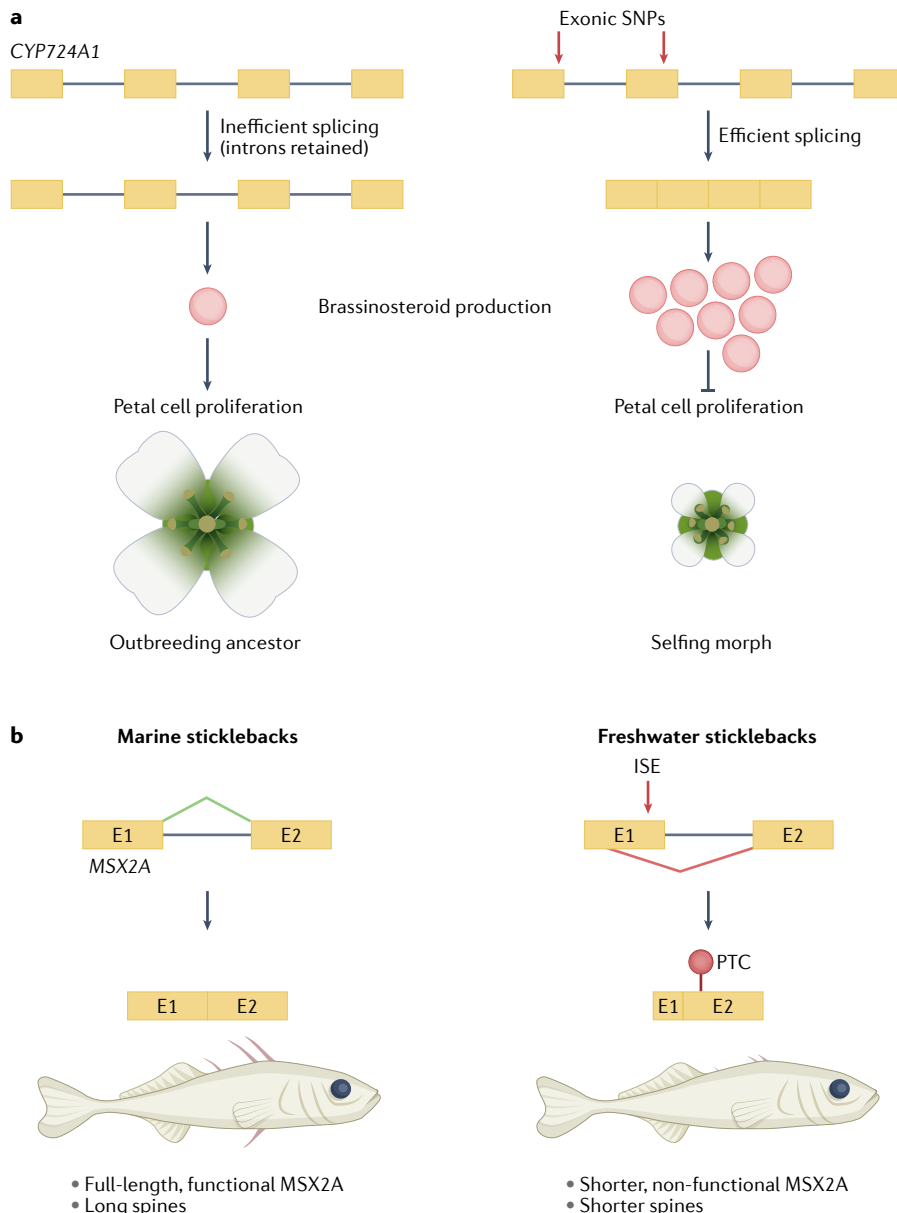 a
CYP724A1
Exonic SNPs
Inefficient splicing
(introns retained)
Efficient splicing
Brassinosteroid production
Petal cell proliferation
Petal cell proliferation
Outbreeding ancestor
Selfing morph
b
Marine sticklebacks
Freshwater sticklebacks
ISE
E1
E2
MSX2A
E1
E2
PTC
E1
E2
E1
E2
• Full-length, functional MSX2A
• Long spines
• Shorter, non-functional MSX2A
• Shorter spines